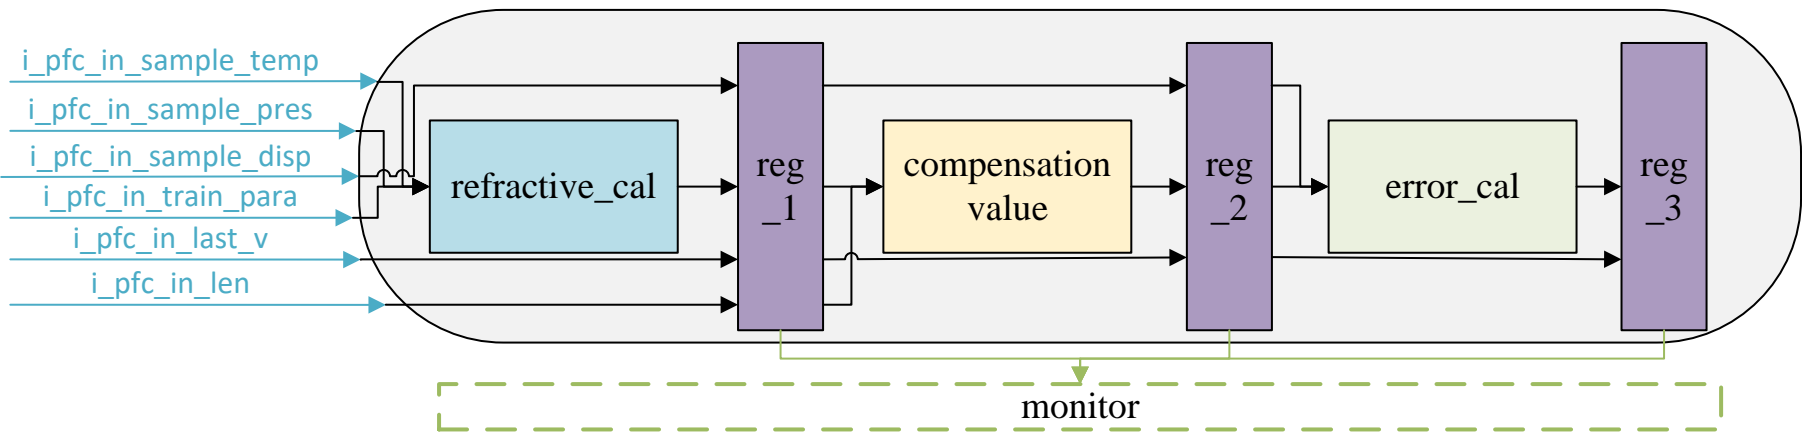 i_pfc_in_sample_temp
i_pfc_in_sample_pres
i_pfc_in_sample_disp
i_pfc_in_train_para
i_pfc_in_last_v
i_pfc_in_len
refractive_cal
reg
_1
compensation
value
reg
_2
error_cal
reg
_3
monitor